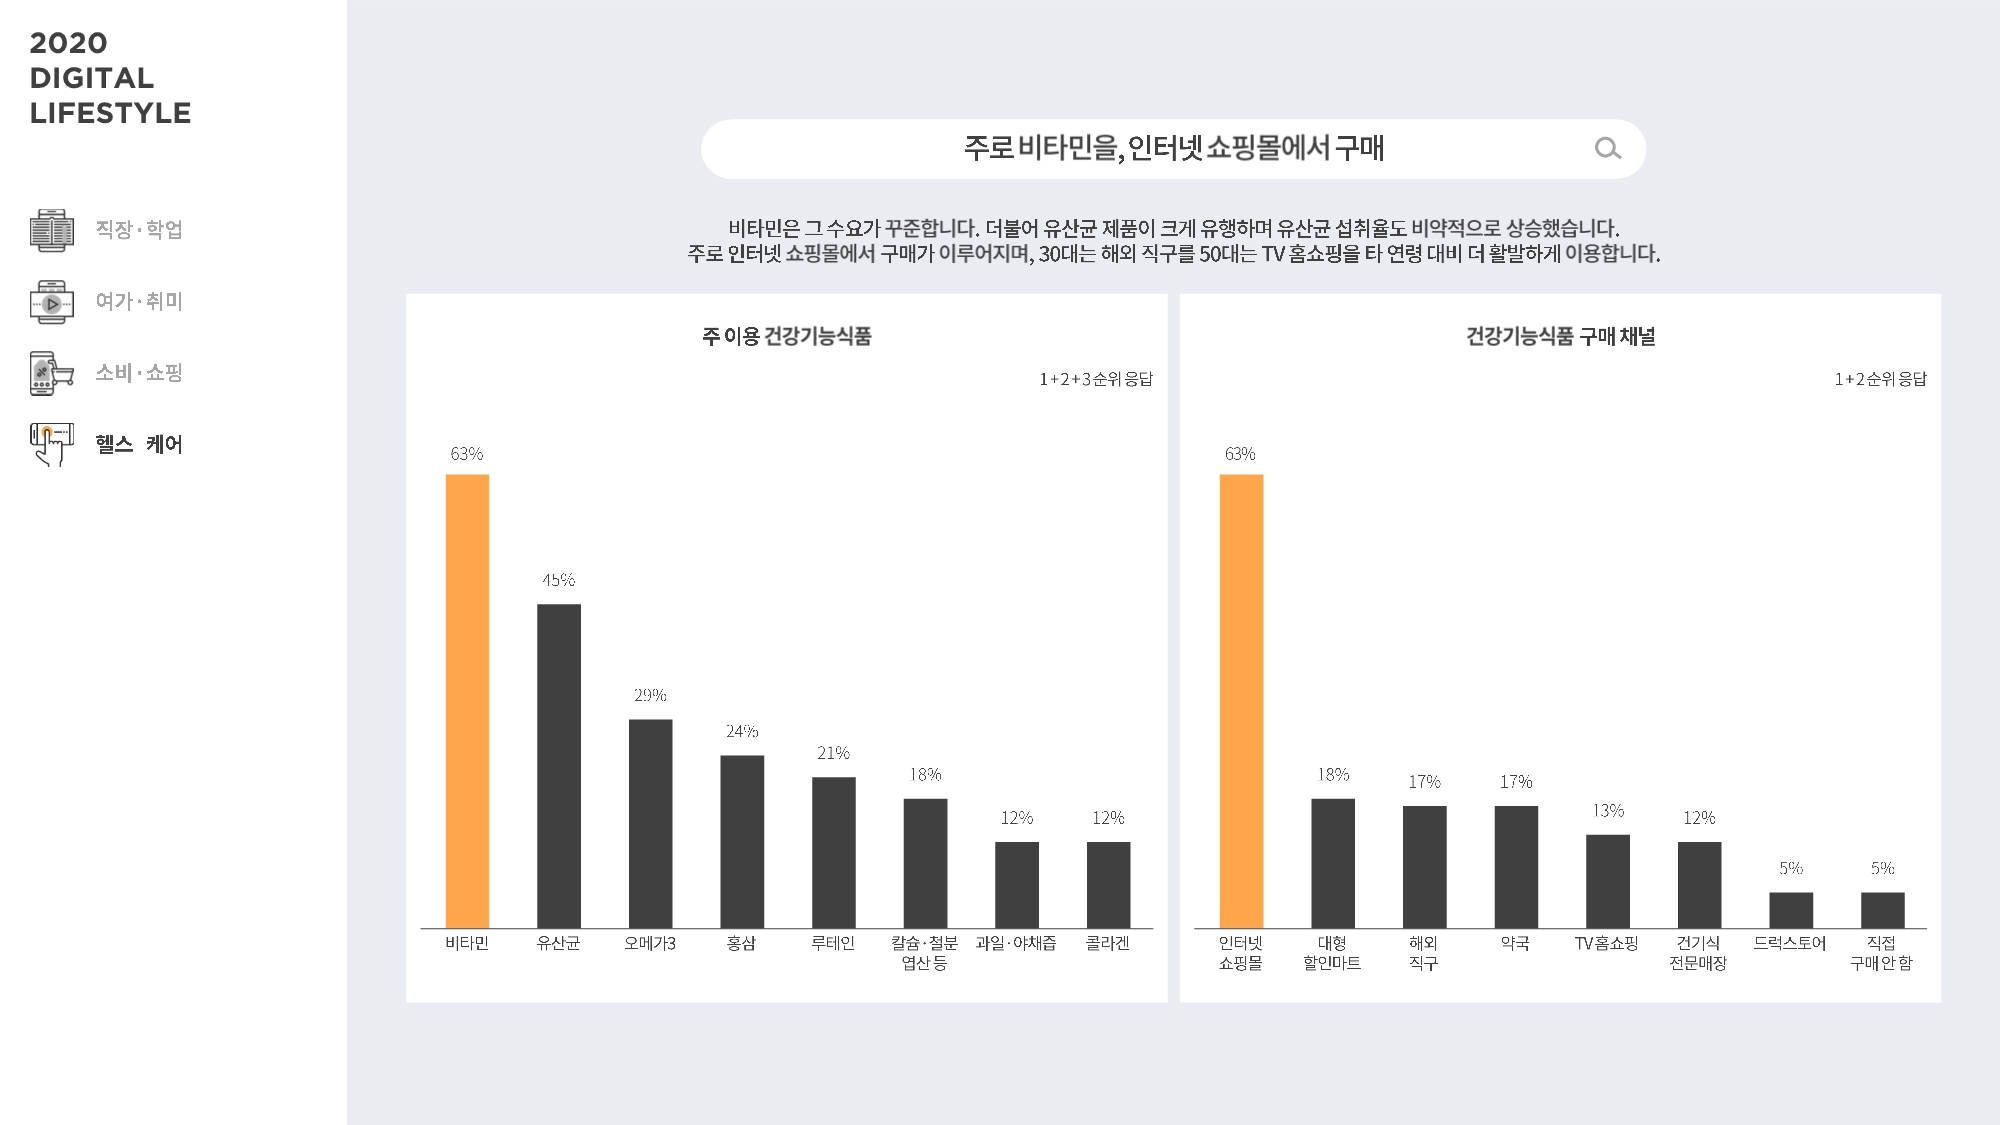 2020
DIGITAL
LIFESTYLE
직장·학업
여가·취미
소비·쇼핑
헬스 케어
주로 비타민을, 인터넷 쇼핑몰에서 구매
비타민은 그 수요가 꾸준합니다. 더불어 유산균 제품이 크게 유행하며 유산균 섭취율도 비약적으로 상승했습니다.
주로 인터넷 쇼핑몰에서 구매가 이루어지며, 30대는 해외 직구를 50대는 TV 홈쇼핑을 타 연령 대비 더 활발하게 이용합니다.
주 이용 건강기능식품
1+2+3순위 응답
63%
45%
29%
24%
21%
18%
12%
12%
비타민
유산균
오메가3
홍삼
루테인
칼슘·철분
엽산 등
과일·야채즙
콜라겐
건강기능식품 구매 채널
1+2순위 응답
63%
18%
17%
17%
13%
12%
5%
5%
인터넷
쇼핑몰
대형
할인마트
해외
직구
약국
TV홈쇼핑
건기식
전문매장
드럭스토어
직접
구매 안 함